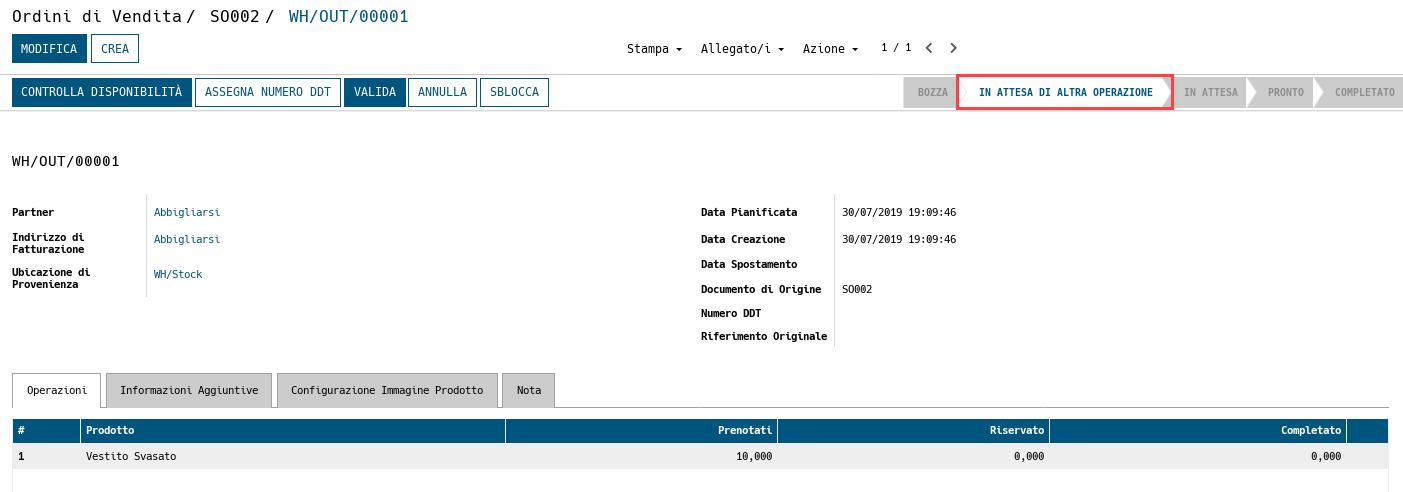 Ordini di Vendita / SO002 / WH/OUT/00001
MODIFICA CREA Stampa Allegato/i Azione 1 / 1
CONTROLLA DISPONIBILITÀ ASSEGNA NUMERO DDT VALIDA ANNULLA SBLOCCA BOZZA IN ATTESA DI ALTRA OPERAZIONE IN ATTESA PRONTO COMPLETATO
WH/OUT/00001
Partner Abbigliarsi
Indirizzo di
Fatturazione Abbigliarsi
Ubicazione di
Provenienza WH/Stock
Data Pianificata 30/07/2019 19:09:46
Data Creazione 30/07/2019 19:09:46
Data Spostamento
Documento di Origine SO002
Numero DDT
Riferimento Originale
Operazioni Informazioni Aggiuntive Configurazione Immagine Prodotto Nota
# Prodotto Prenotati Riservato Completato
1 Vestito Svasato 10,000 0,000 0,000